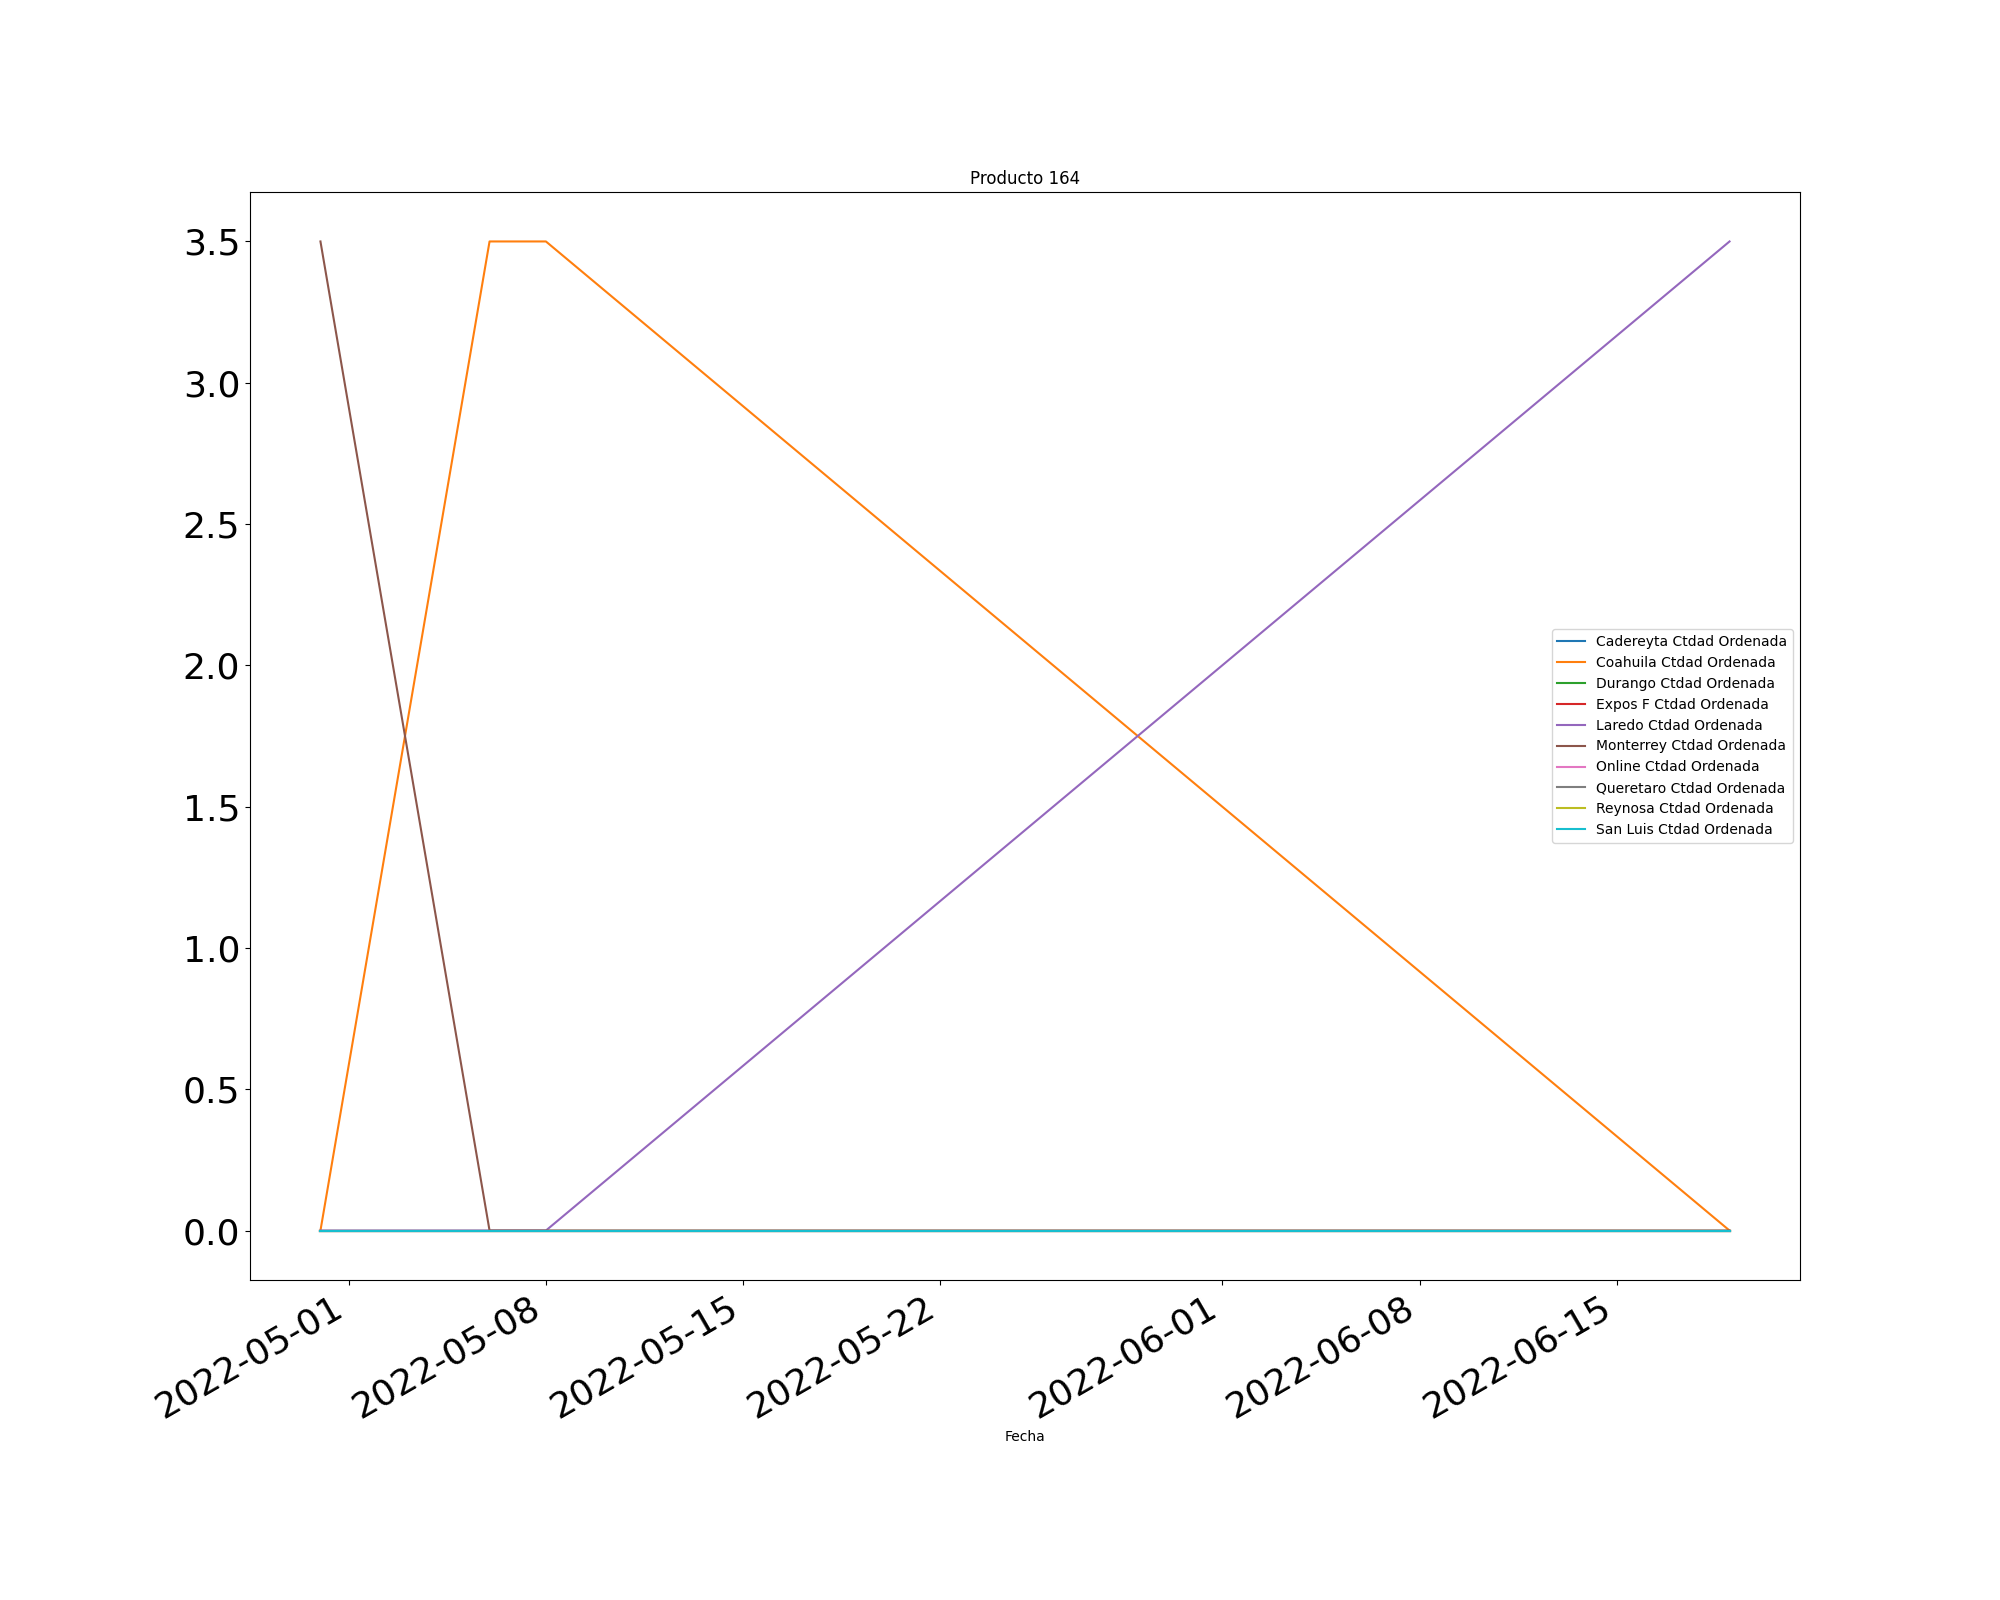 Producto 164
3.5
3.0
2.5
2.0
1.5
1.0
0.5
0.0
Cadereyta Ctdad Ordenada
Coahuila Ctdad Ordenada
Durango Ctdad Ordenada
Expos F Ctdad Ordenada
Laredo Ctdad Ordenada
Monterrey Ctdad Ordenada
Online Ctdad Ordenada
Queretaro Ctdad Ordenada
Reynosa Ctdad Ordenada
San Luis Ctdad Ordenada
2022-05-01
2022-05-08
2022-05-15
2022-05-22
2022-06-01
2022-06-08
2022-06-15
Fecha